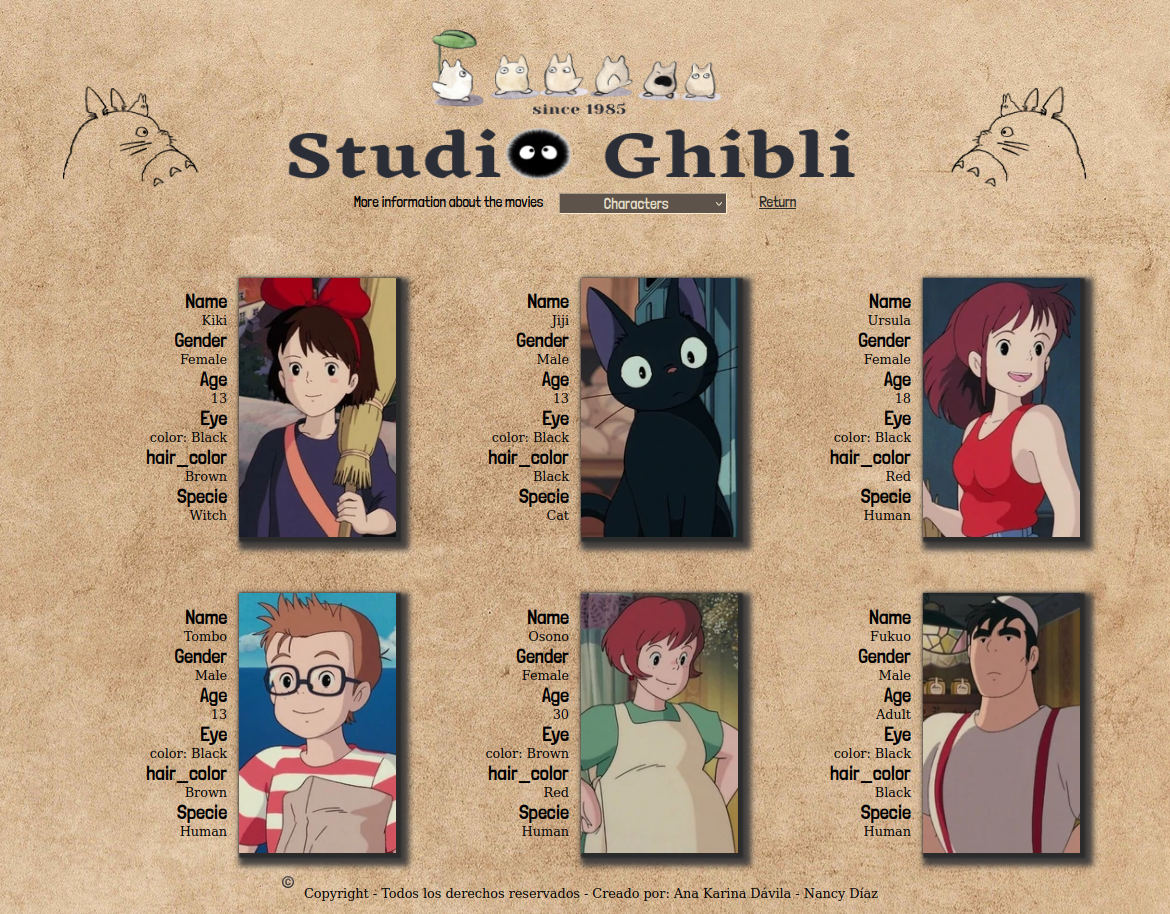 since 1985
Studio Ghibli
More information about the movies Characters Return
Name
Kiki
Gender
Female
Age
13
Eye
color: Black
hair_color
Brown
Specie
Witch
Name
Jiji
Gender
Male
Age
13
Eye
color: Black
hair_color
Black
Specie
Cat
Name
Ursula
Gender
Female
Age
18
Eye
color: Black
hair_color
Red
Specie
Human
Name
Tombo
Gender
Male
Age
13
Eye
color: Black
hair_color
Brown
Specie
Human
Name
Osono
Gender
Female
Age
30
Eye
color: Brown
hair_color
Red
Specie
Human
Name
Fukuo
Gender
Male
Age
Adult
Eye
color: Black
hair_color
Black
Specie
Human
© Copyright - Todos los derechos reservados - Creado por: Ana Karina Dávila - Nancy Díaz